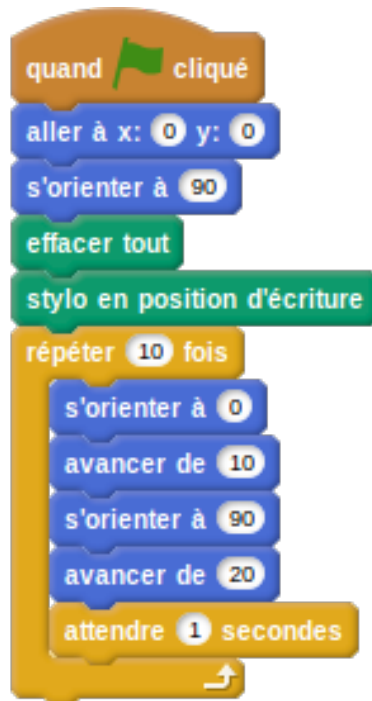 quand cliqué
aller à x: 0 y: 0
s'orienter à 90
effacer tout
stylo en position d'écriture
répéter 10 fois
s'orienter à 0
avancer de 10
s'orienter à 90
avancer de 20
attendre 1 secondes